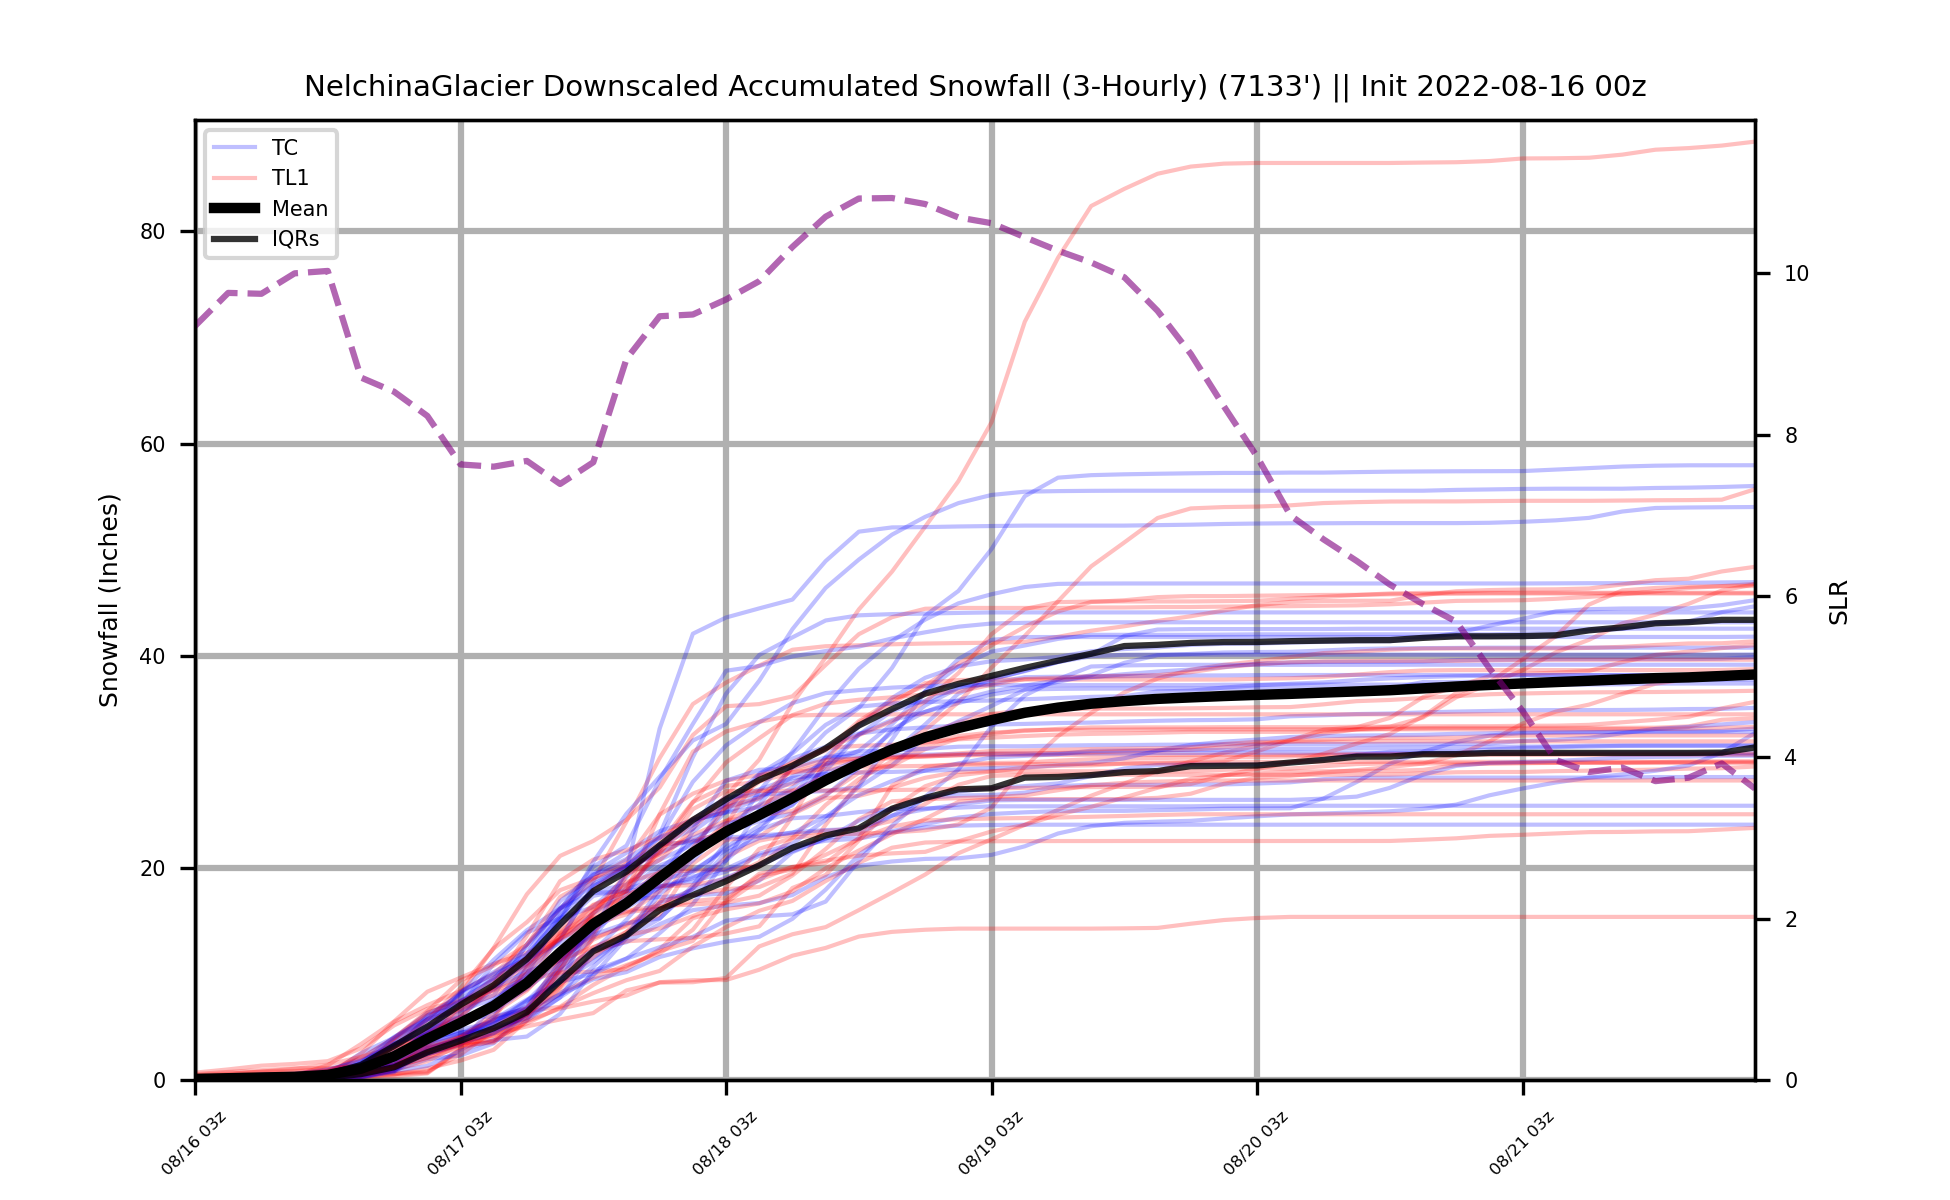 NelchinaGlacier Downscaled Accumulated Snowfall (3-Hourly) (7133') || Init 2022-08-16 00z
TC
TL1
Mean
IQRs
Snowfall (Inches)
80
60
40
20
0
SLR
10
8
6
4
2
0
08/16 03z
08/17 03z
08/18 03z
08/19 03z
08/20 03z
08/21 03z